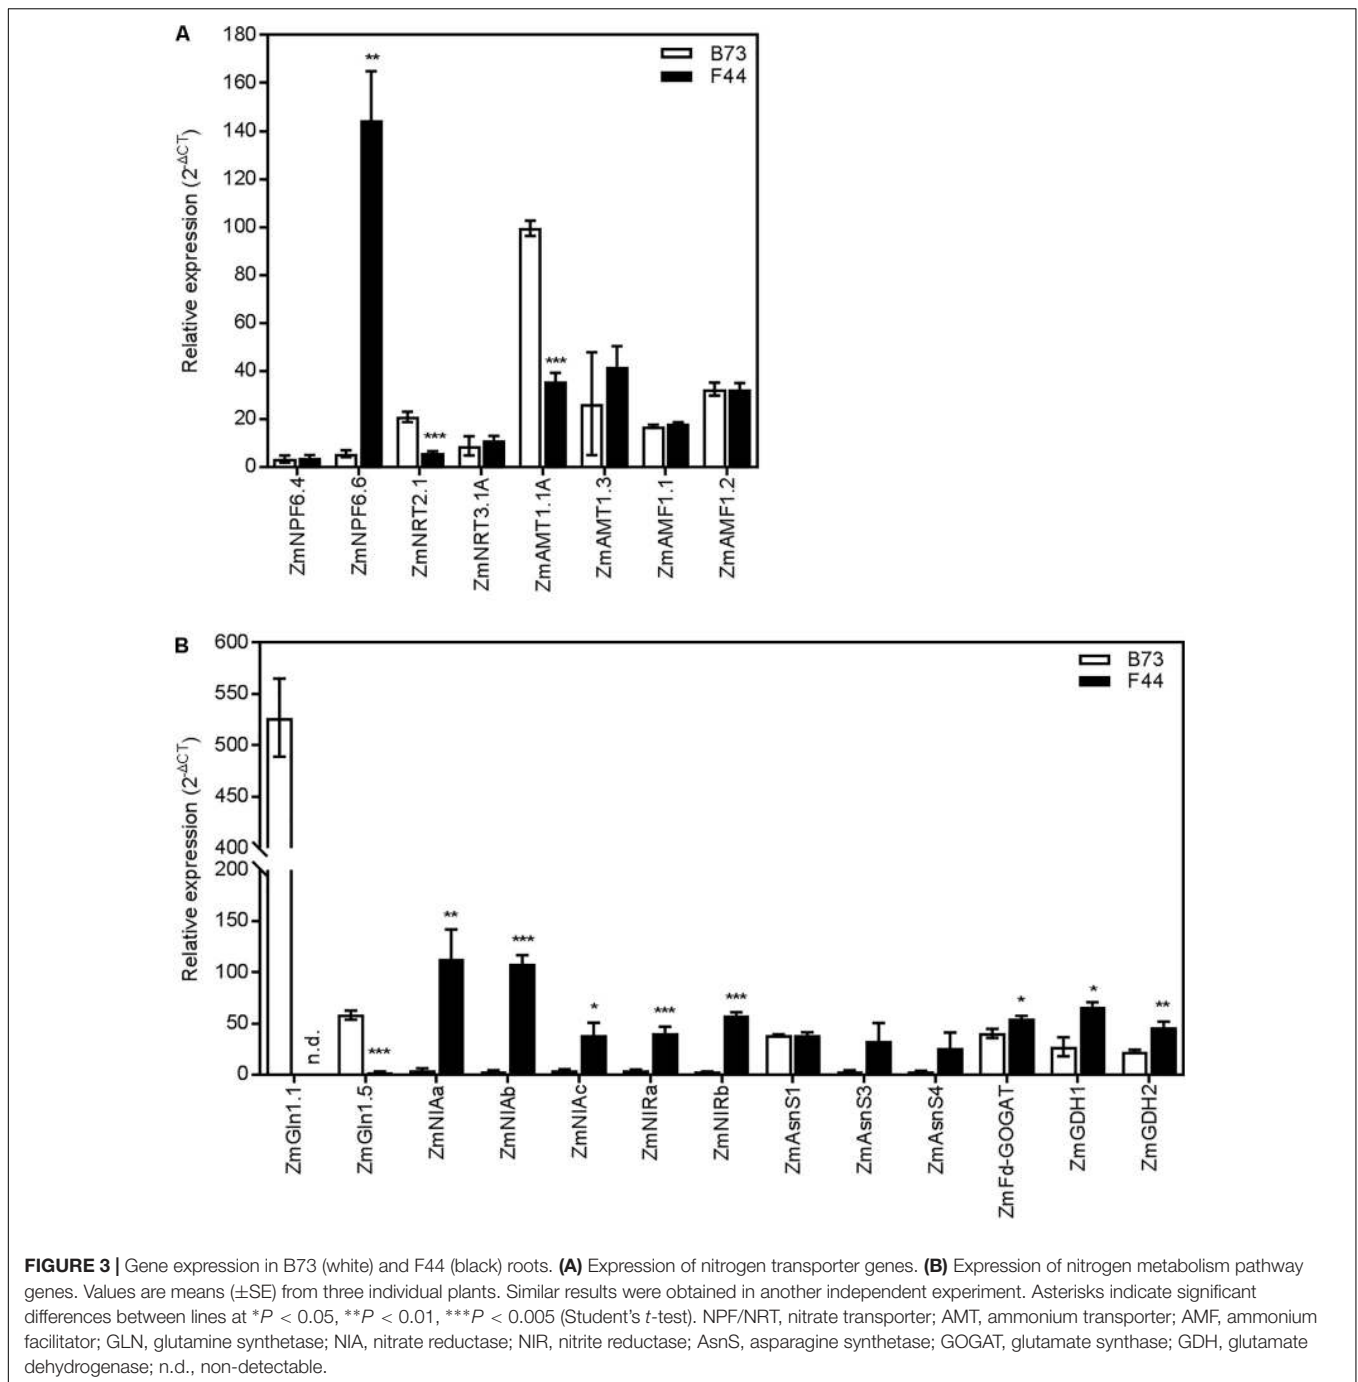 A
180
160
140
120
100
80
60
40
20
0
Relative expression (2-ΔCT)
B73
F44
**
***
***
ZmNPF6.4
ZmNPF6.6
ZmNRT2.1
ZmNRT3.1A
ZmAMT1.1A
ZmAMT1.3
ZmAMF1.1
ZmAMF1.2
B
600
550
500
450
400
200
150
100
50
0
Relative expression (2-ΔCT)
B73
F44
n.d.
***
**
***
*
***
***
*
*
**
ZmGln1.1
ZmGln1.5
ZmNIAa
ZmNIAb
ZmNIAc
ZmNIRa
ZmNIRb
ZmAsnS1
ZmAsnS3
ZmAsnS4
ZmFd-GOGAT
ZmGDH1
ZmGDH2
FIGURE 3 | Gene expression in B73 (white) and F44 (black) roots. (A) Expression of nitrogen transporter genes. (B) Expression of nitrogen metabolism pathway
genes. Values are means (±SE) from three individual plants. Similar results were obtained in another independent experiment. Asterisks indicate significant
differences between lines at *P < 0.05, **P < 0.01, ***P < 0.005 (Student's t-test). NPF/NRT, nitrate transporter; AMT, ammonium transporter; AMF, ammonium
facilitator; GLN, glutamine synthetase; NIA, nitrate reductase; NIR, nitrite reductase; AsnS, asparagine synthetase; GOGAT, glutamate synthase; GDH, glutamate
dehydrogenase; n.d., non-detectable.